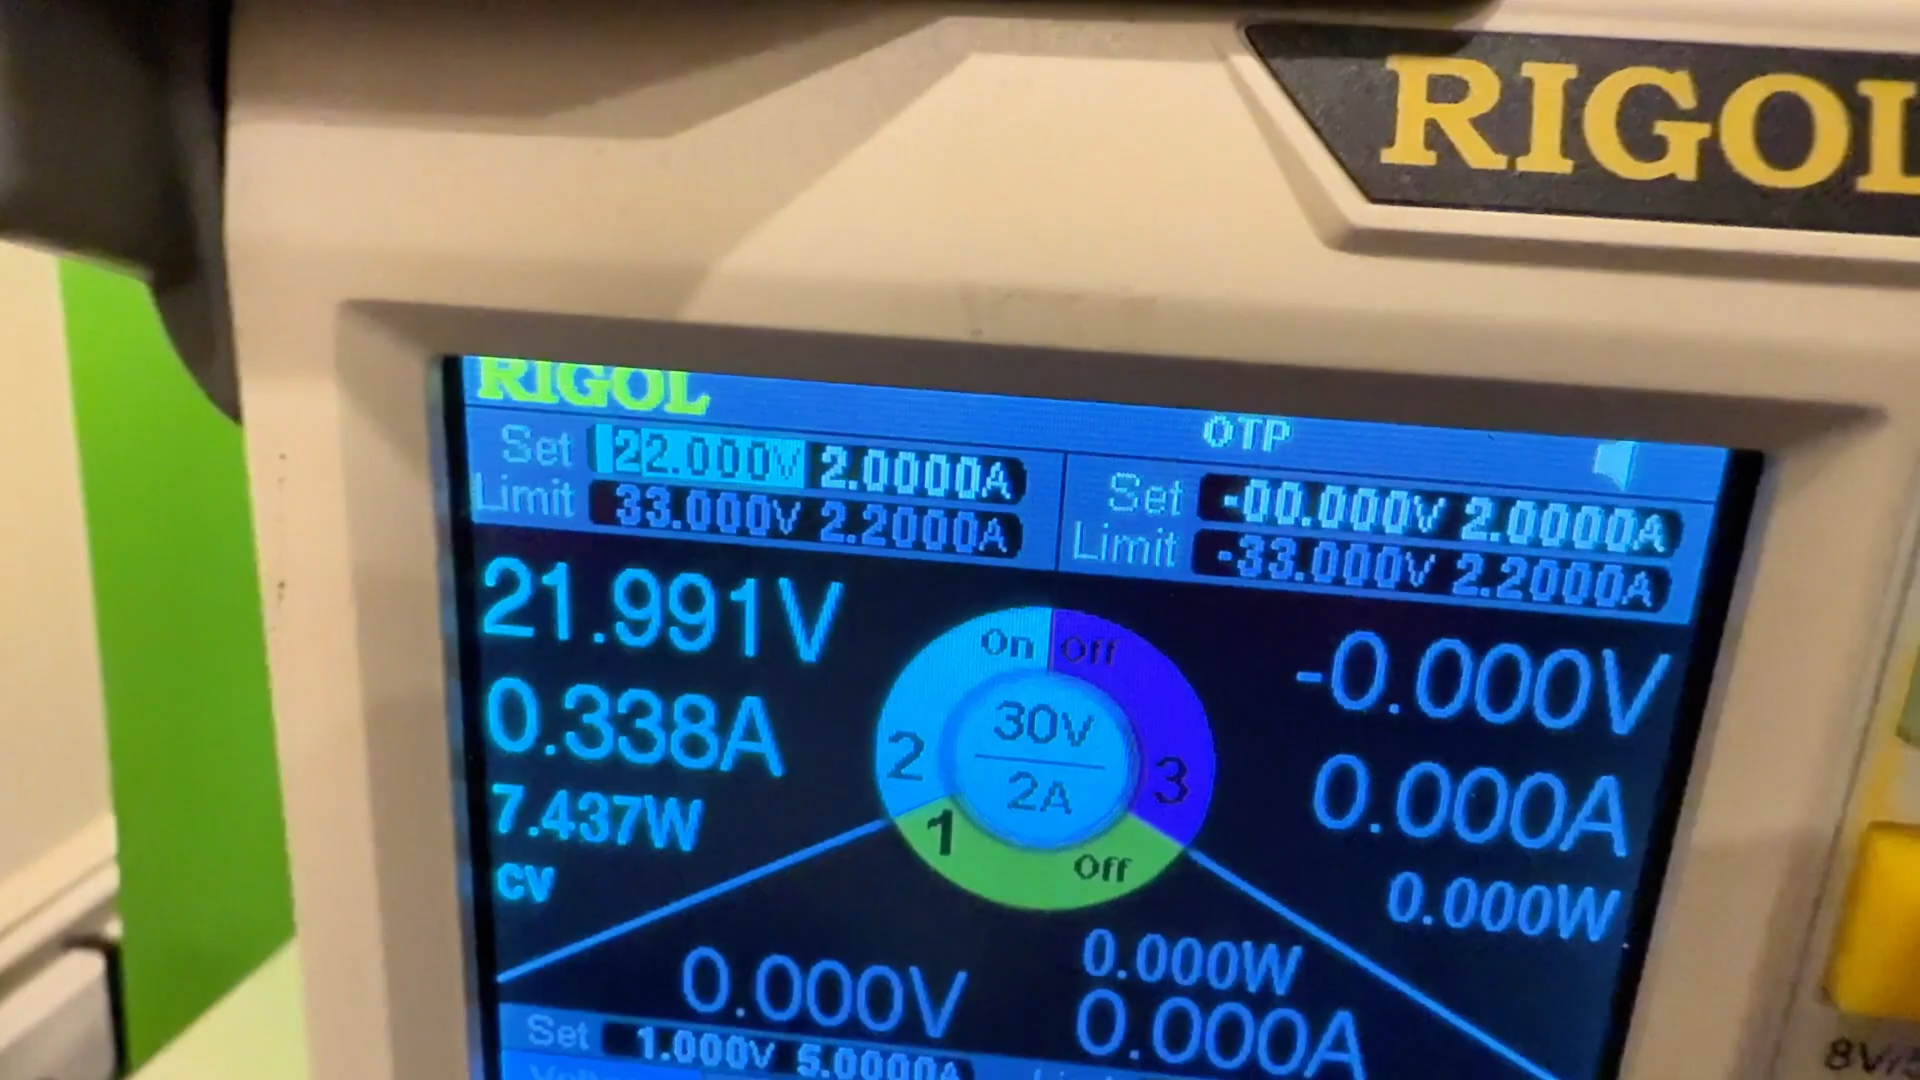 RIGOL
RIGOL
OTP
Set 22.000V 2.0000A
Limit 33.000V 2.2000A
Set -00.000V 2.0000A
Limit -33.000V 2.2000A
21.991V
0.338A
7.437W
CV
On Off
30V
2A
2
3
1
Off
-0.000V
0.000A
0.000W
0.000V
0.000W
0.000A
Set 1.000V 5.0000A